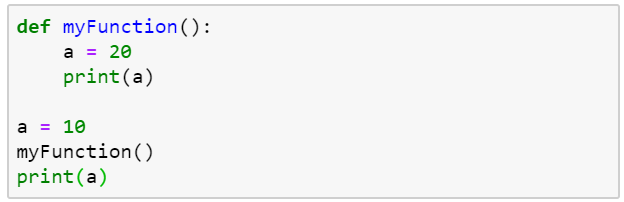 def myFunction():
    a = 20
    print(a)

a = 10
myFunction()
print(a)